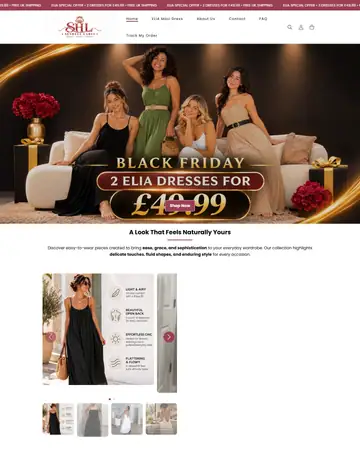 ELIA SPECIAL OFFER • 2 DRESSES FOR £49.99 • FREE UK SHIPPING
SHL
Home
Elia Maxi Dress
About Us
Contact
FAQ
Track My Order
BLACK FRIDAY
2 ELIA DRESSES FOR
£49.99
Shop Now
A Look That Feels Naturally Yours
Discover easy-to-wear pieces created to bring ease, grace, and sophistication to your everyday wardrobe. Our collection highlights
delicate touches, fluid shapes, and enduring style for every occasion.
LIGHT & AIRY
BEAUTIFUL
OPEN BACK
EFFORTLESS CHIC
FLATTERING
& FLOWY